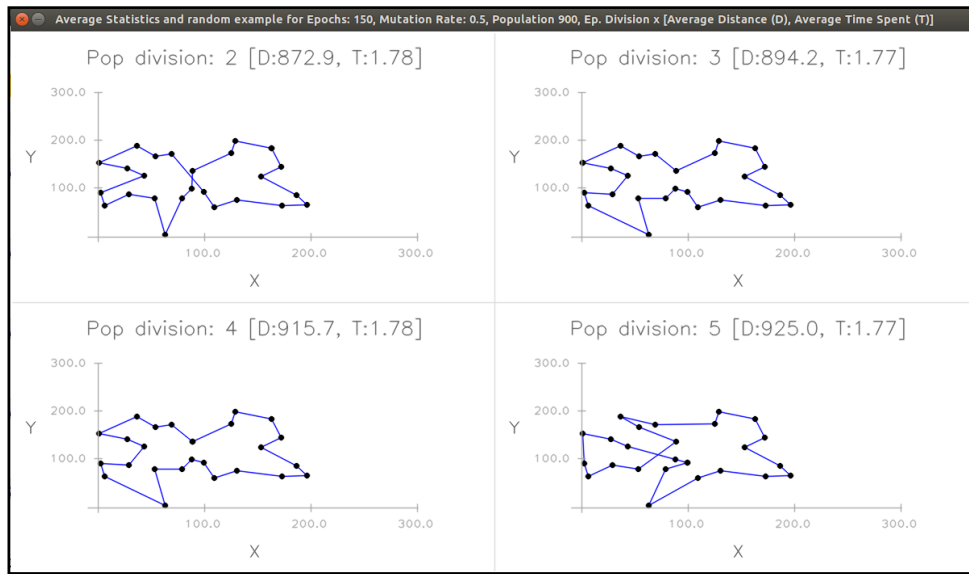 Average Statistics and random example for Epochs: 150, Mutation Rate: 0.5, Population 900, Ep. Division x [Average Distance (D), Average Time Spent (T)]
Pop division: 2 [D:872.9, T:1.78]
300.0
200.0
Y
100.0
100.0 200.0 300.0
X
Pop division: 3 [D:894.2, T:1.77]
300.0
200.0
Y
100.0
100.0 200.0 300.0
X
Pop division: 4 [D:915.7, T:1.78]
300.0
200.0
Y
100.0
100.0 200.0 300.0
X
Pop division: 5 [D:925.0, T:1.77]
300.0
200.0
Y
100.0
100.0 200.0 300.0
X